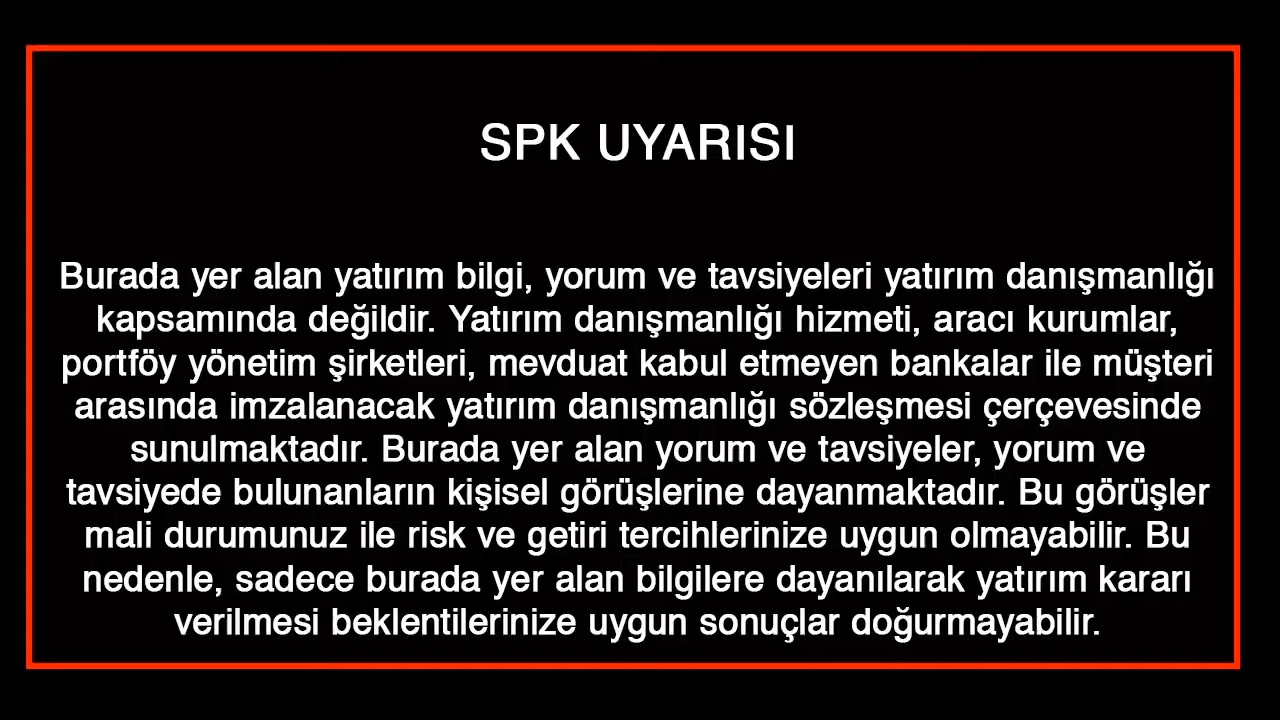 SPK UYARISI
Burada yer alan yatırım bilgi, yorum ve tavsiyeleri yatırım danışmanlığı
kapsamında değildir. Yatırım danışmanlığı hizmeti, aracı kurumlar,
portföy yönetim şirketleri, mevduat kabul etmeyen bankalar ile müşteri
arasında imzalanacak yatırım danışmanlığı sözleşmesi çerçevesinde
sunulmaktadır. Burada yer alan yorum ve tavsiyeler, yorum ve
tavsiyede bulunanların kişisel görüşlerine dayanmaktadır. Bu görüşler
mali durumunuz ile risk ve getiri tercihlerinize uygun olmayabilir. Bu
nedenle, sadece burada yer alan bilgilere dayanılarak yatırım kararı
verilmesi beklentilerinize uygun sonuçlar doğurmayabilir.